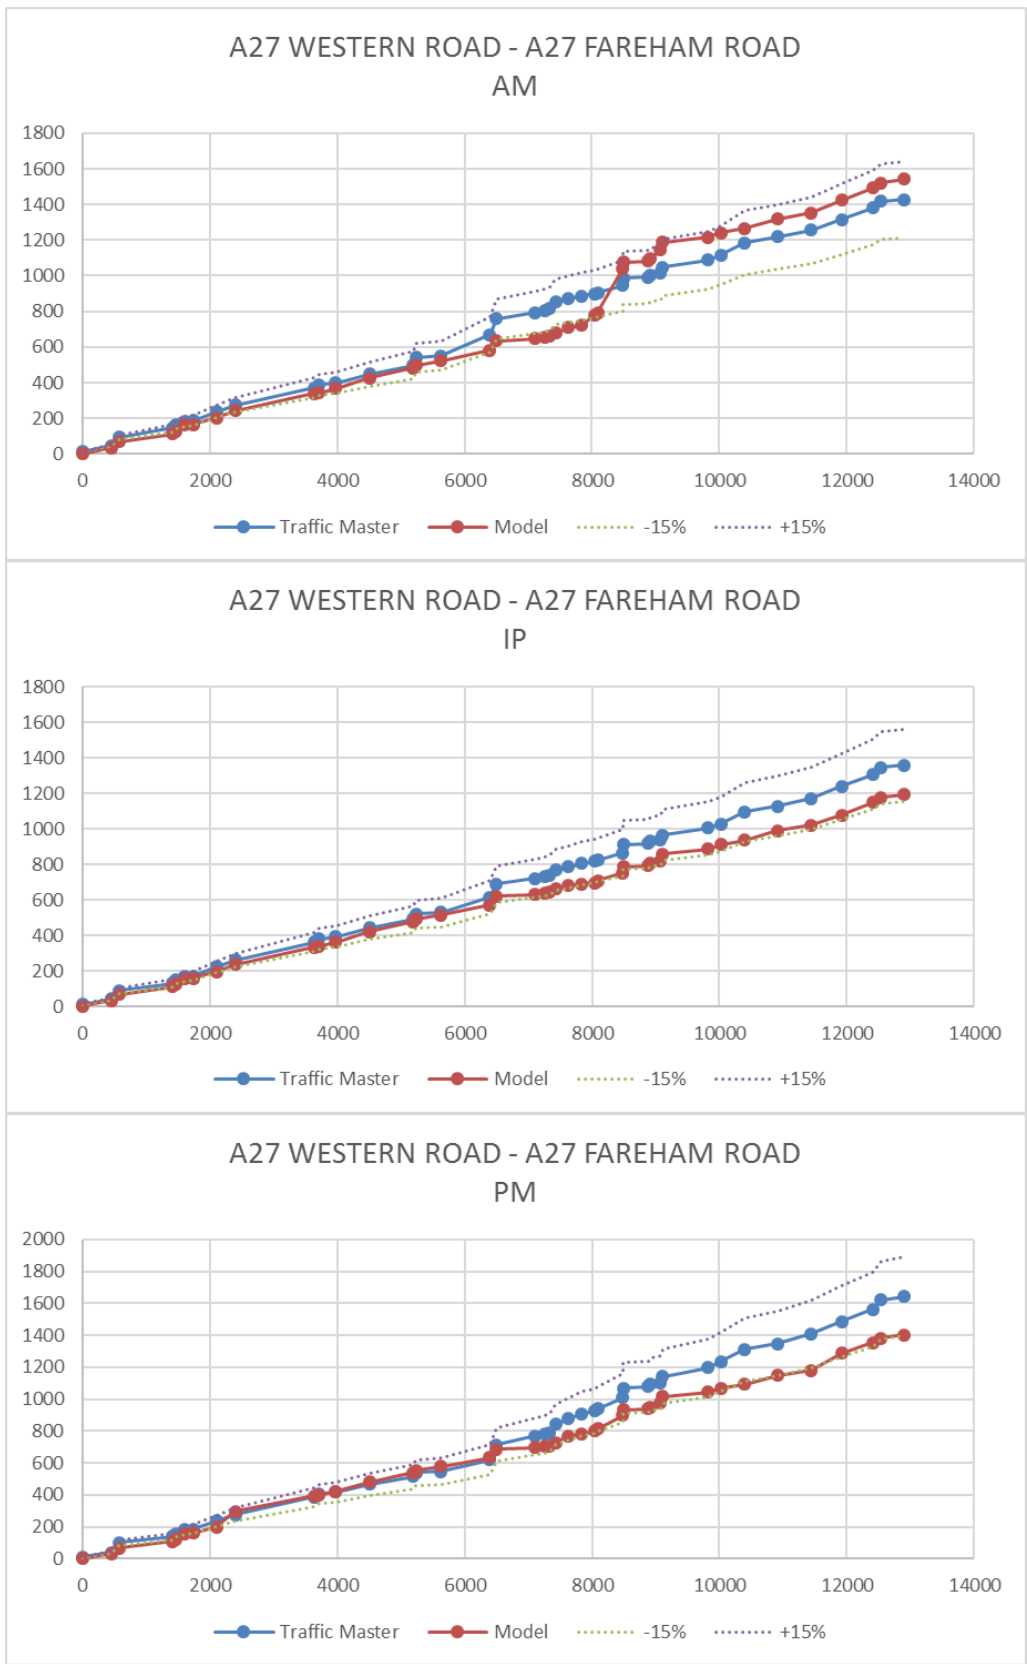 A27 WESTERN ROAD - A27 FAREHAM ROAD
AM
1800
1600
1400
1200
1000
800
600
400
200
0
0 2000 4000 6000 8000 10000 12000 14000
Traffic Master Model -15% +15%
A27 WESTERN ROAD - A27 FAREHAM ROAD
IP
1800
1600
1400
1200
1000
800
600
400
200
0
0 2000 4000 6000 8000 10000 12000 14000
Traffic Master Model -15% +15%
A27 WESTERN ROAD - A27 FAREHAM ROAD
PM
2000
1800
1600
1400
1200
1000
800
600
400
200
0
0 2000 4000 6000 8000 10000 12000 14000
Traffic Master Model -15% +15%